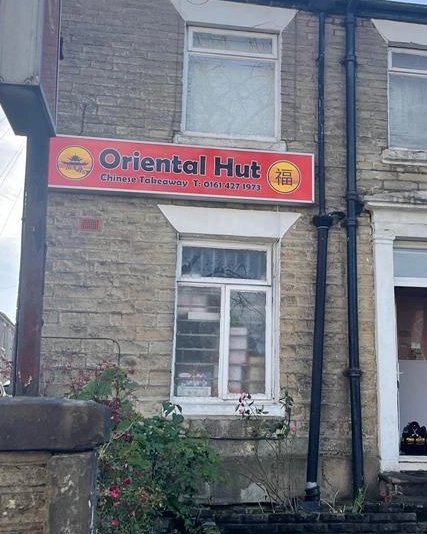 Oriental Hut
Chinese Takeaway T: 0161 427 1973
福